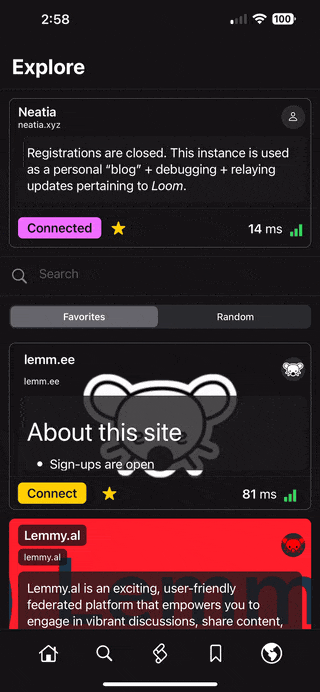 2:58
100
Explore
Neatia
neatia.xyz
Registrations are closed. This instance is used
as a personal “blog” + debugging + relaying
updates pertaining to Loom.
Connected
14 ms
Search
Favorites
Random
lemm.ee
lemm.ee
About this site
• Sign-ups are open
Connect
81 ms
Lemmy.al
lemmy.al
Lemmy.al is an exciting, user-friendly
federated platform that empowers you to
engage in vibrant discussions, share content,